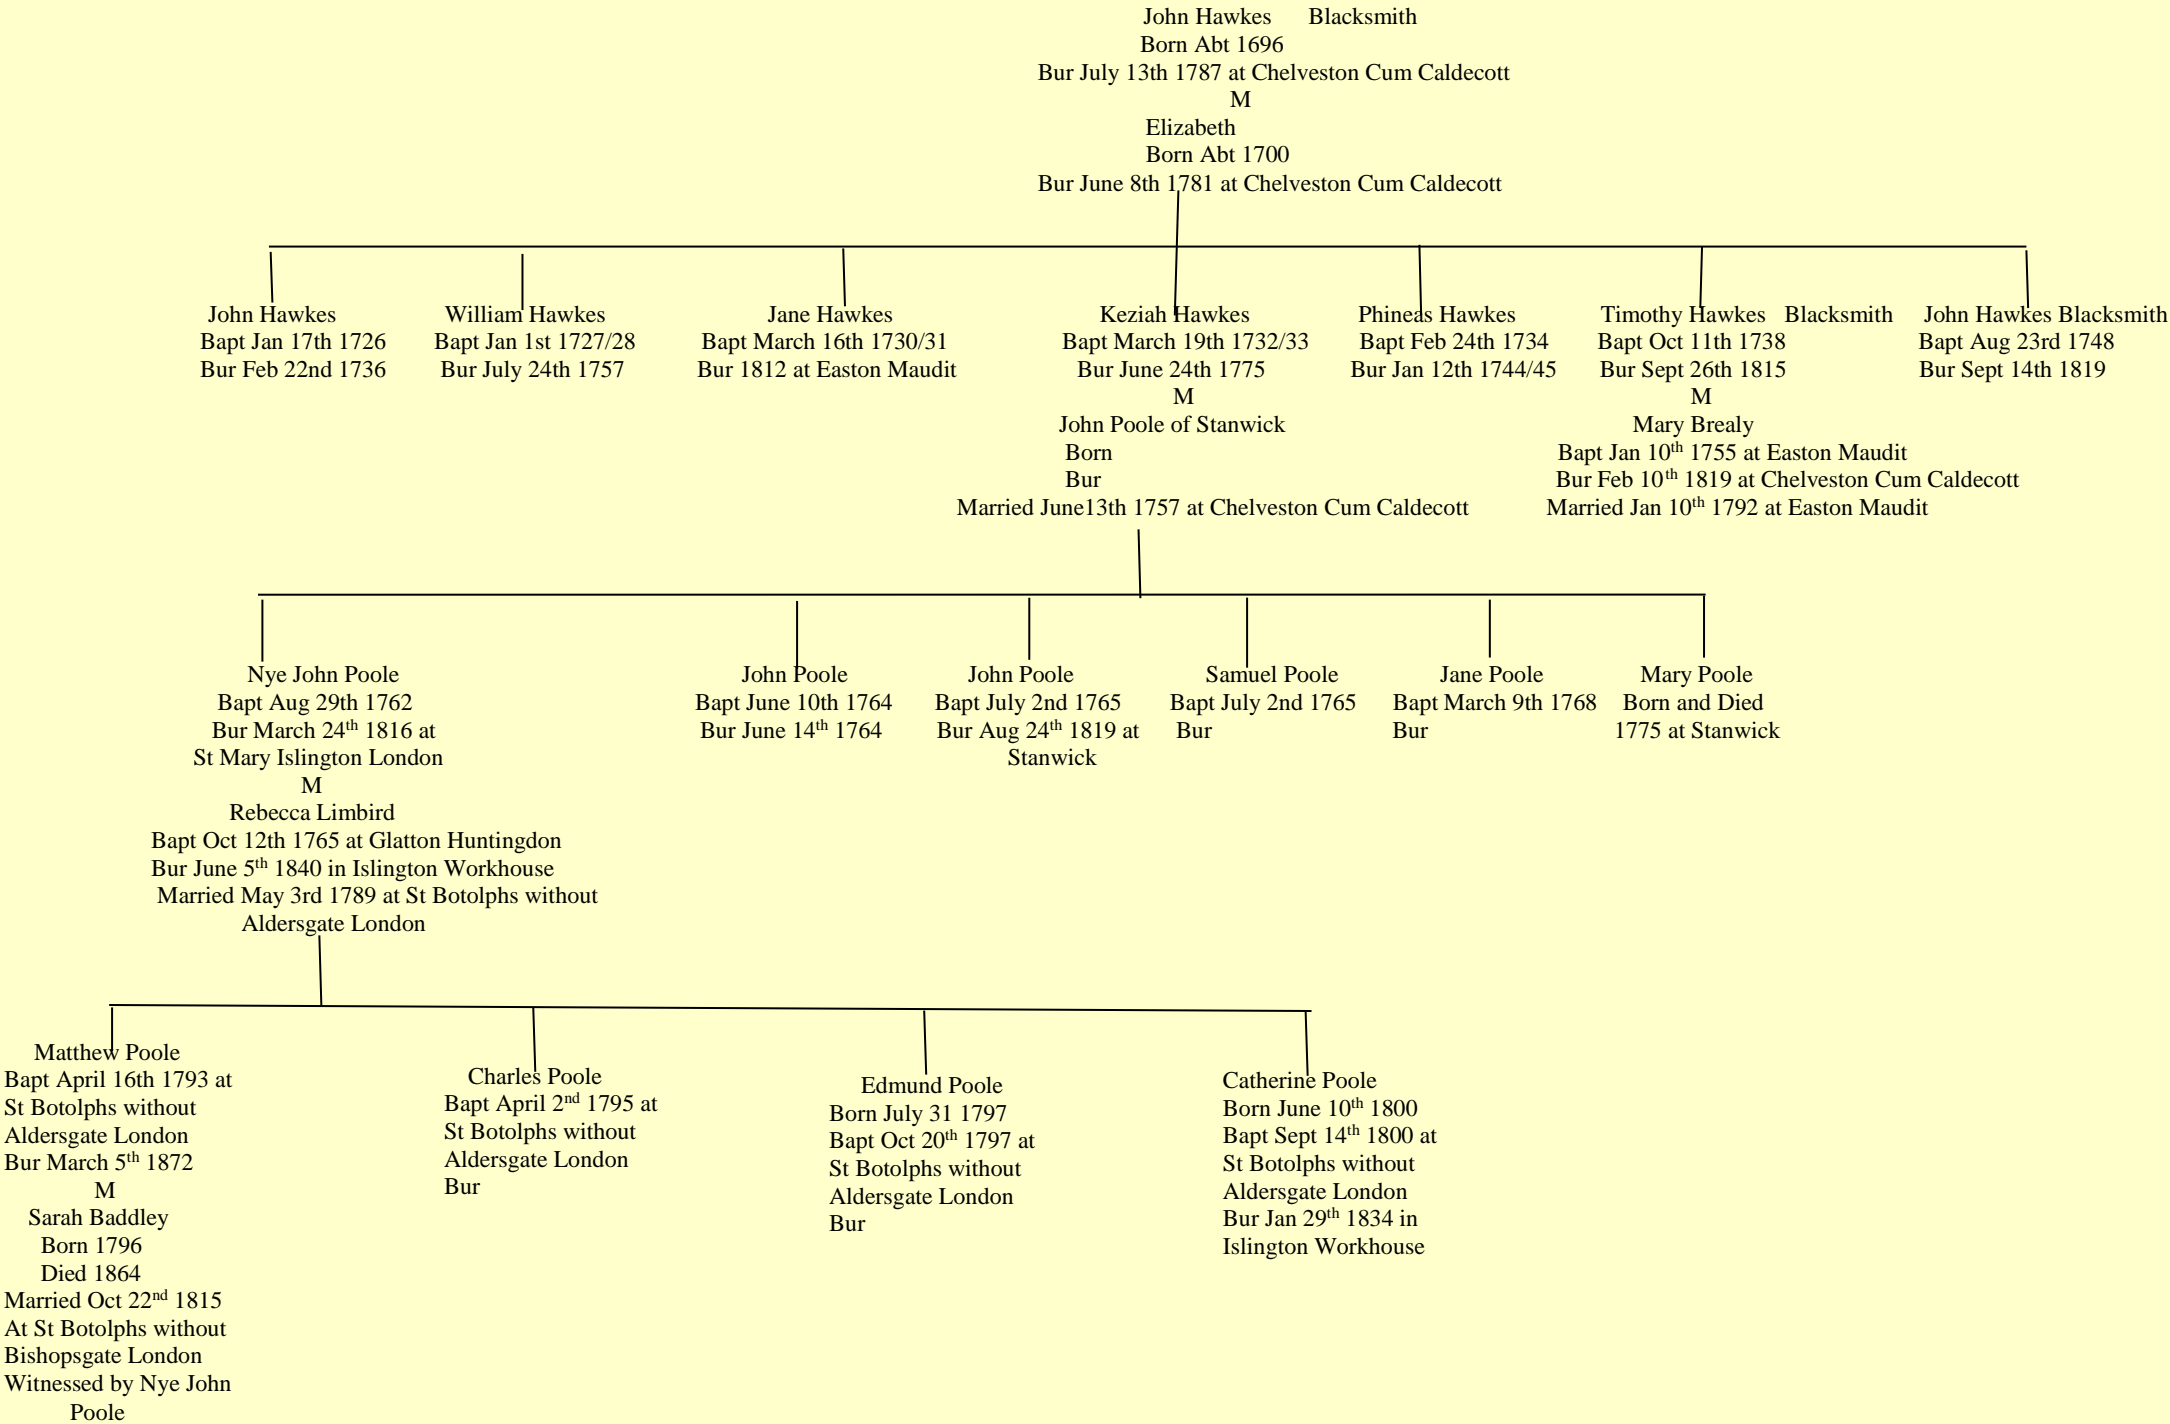 John Hawkes Blacksmith
Born Abt 1696
Bur July 13th 1787 at Chelveston Cum Caldecott
M
Elizabeth
Born Abt 1700
Bur June 8th 1781 at Chelveston Cum Caldecott
John Hawkes
Bapt Jan 17th 1726
Bur Feb 22nd 1736
William Hawkes
Bapt Jan 1st 1727/28
Bur July 24th 1757
Jane Hawkes
Bapt March 16th 1730/31
Bur 1812 at Easton Maudit
Keziah Hawkes
Bapt March 19th 1732/33
Bur June 24th 1775
M
John Poole of Stanwick
Born
Bur
Married June13th 1757 at Chelveston Cum Caldecott
Phineas Hawkes
Bapt Feb 24th 1734
Bur Jan 12th 1744/45
Timothy Hawkes Blacksmith
Bapt Oct 11th 1738
Bur Sept 26th 1815
M
Mary Brealy
Bapt Jan 10th 1755 at Easton Maudit
Bur Feb 10th 1819 at Chelveston Cum Caldecott
Married Jan 10th 1792 at Easton Maudit
John Hawkes Blacksmith
Bapt Aug 23rd 1748
Bur Sept 14th 1819
Nye John Poole
Bapt Aug 29th 1762
Bur March 24th 1816 at
St Mary Islington London
M
Rebecca Limbird
Bapt Oct 12th 1765 at Glatton Huntingdon
Bur June 5th 1840 in Islington Workhouse
Married May 3rd 1789 at St Botolphs without
Aldersgate London
John Poole
Bapt June 10th 1764
Bur June 14th 1764
John Poole
Bapt July 2nd 1765
Bur Aug 24th 1819 at
Stanwick
Samuel Poole
Bapt July 2nd 1765
Bur
Jane Poole
Bapt March 9th 1768
Bur
Mary Poole
Born and Died
1775 at Stanwick
Matthew Poole
Bapt April 16th 1793 at
St Botolphs without
Aldersgate London
Bur March 5th 1872
M
Sarah Baddley
Born 1796
Died 1864
Married Oct 22nd 1815
At St Botolphs without
Bishopsgate London
Witnessed by Nye John
Poole
Charles Poole
Bapt April 2nd 1795 at
St Botolphs without
Aldersgate London
Bur
Edmund Poole
Born July 31 1797
Bapt Oct 20th 1797 at
St Botolphs without
Aldersgate London
Bur
Catherine Poole
Born June 10th 1800
Bapt Sept 14th 1800 at
St Botolphs without
Aldersgate London
Bur Jan 29th 1834 in
Islington Workhouse